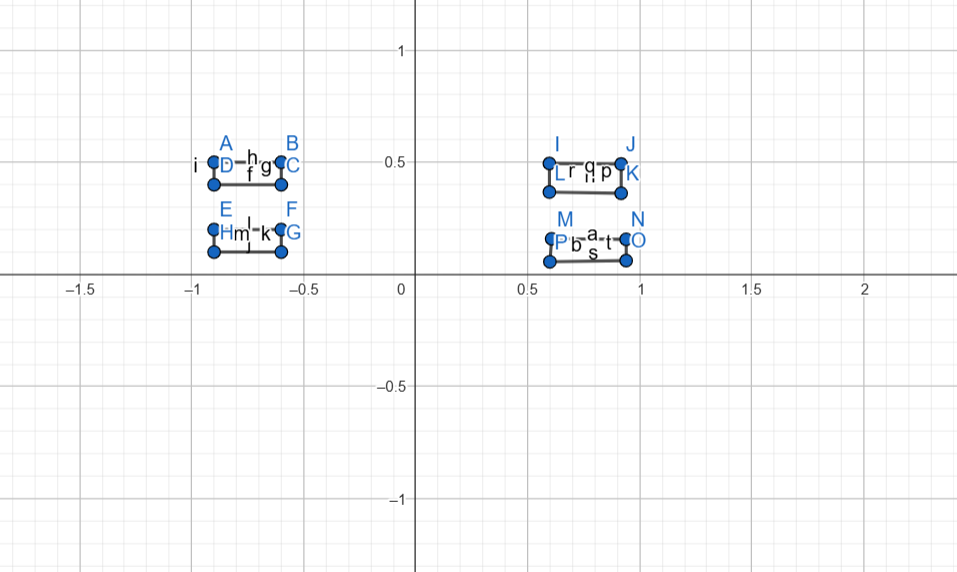 1
A B I J
i D h g C 0.5 L r q p K
f n
E F M N
H m l k G P b a t O
j s
−1.5 −1 −0.5 0 0.5 1 1.5 2
−0.5
−1